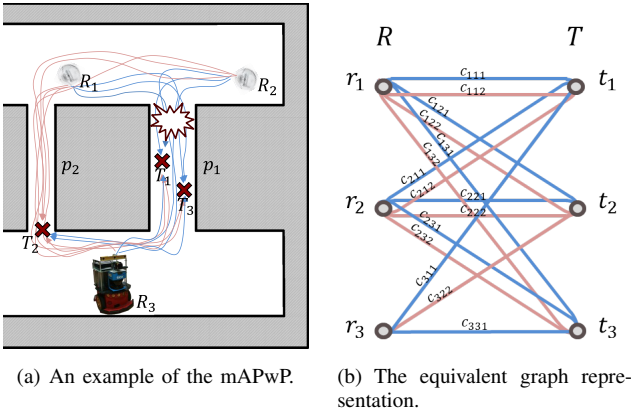 R₁
R₂
p₂
p₁
T₁
T₃
T₂
R₃
(a) An example of the mAPwP.
R
T
r₁
t₁
c₁₁₁
c₁₁₂
c₁₂₁
c₁₂₂
c₁₃₁
c₁₃₂
c₂₁₁
c₂₁₂
r₂
t₂
c₂₂₁
c₂₂₂
c₂₃₁
c₂₃₂
c₃₁₁
c₃₂₂
r₃
t₃
c₃₃₁
(b) The equivalent graph repre-
sentation.